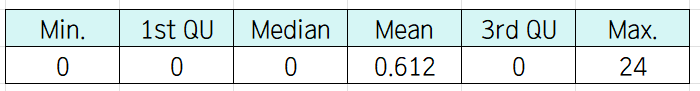 Min. 1st QU Median Mean 3rd QU Max.
0 0 0 0.612 0 24